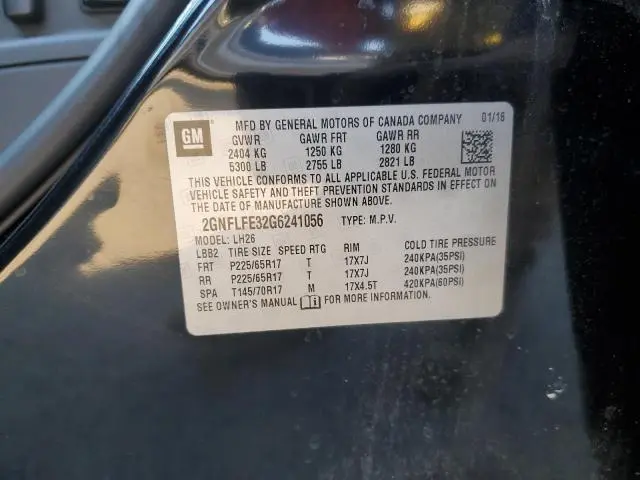 GM
MFD BY GENERAL MOTORS OF CANADA COMPANY 01/16
GVWR GAWR FRT GAWR RR
2404 KG 1250 KG 1280 KG
5300 LB 2755 LB 2821 LB
THIS VEHICLE CONFORMS TO ALL APPLICABLE U.S. FEDERAL MOTOR
VEHICLE SAFETY AND THEFT PREVENTION STANDARDS IN EFFECT ON THE
DATE OF MANUFACTURE SHOWN ABOVE.
2GNFLFE32G6241056 TYPE: M.P.V.
MODEL: LH26
LBB2 TIRE SIZE SPEED RTG RIM COLD TIRE PRESSURE
FRT P225/65R17 T 17X7J 240KPA(35PSI)
RR P225/65R17 T 17X7J 240KPA(35PSI)
SPA T145/70R17 M 17X4.5T 420KPA(60PSI)
SEE OWNER'S MANUAL FOR MORE INFORMATION.